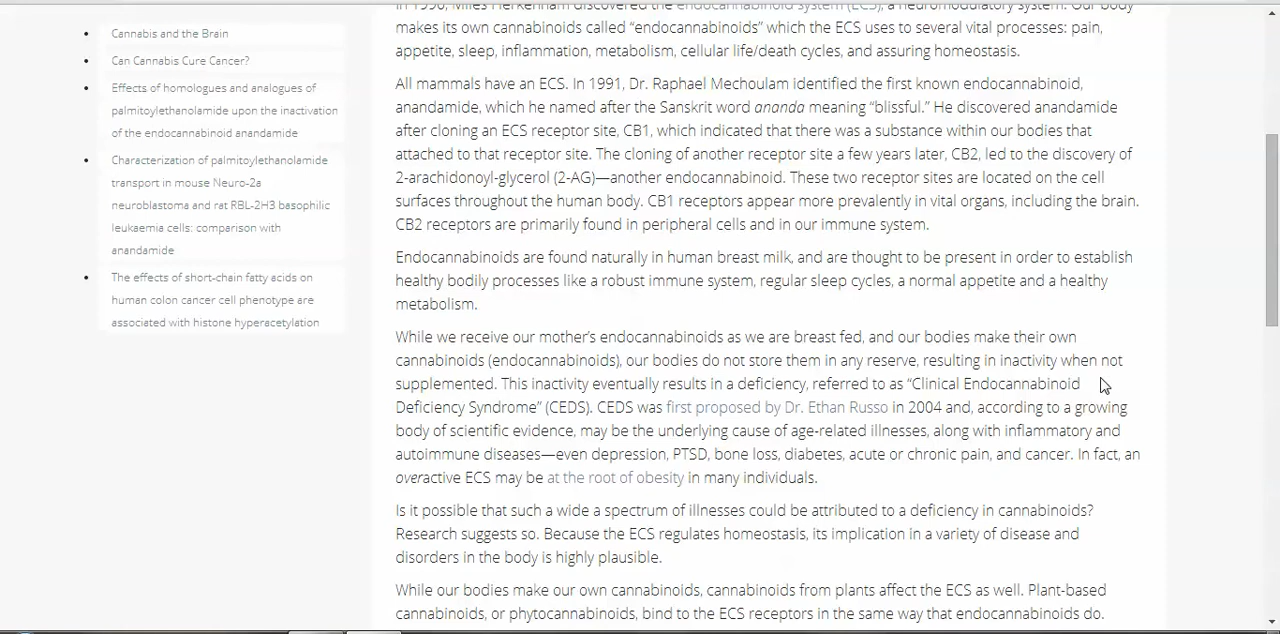 Cannabis and the Brain
Can Cannabis Cure Cancer?
Effects of homologues and analogues of
palmitoylethanolamide upon the inactivation
of the endocannabinoid anandamide
Characterization of palmitoylethanolamide
transport in mouse Neuro-2a
neuroblastoma and rat RBL-2H3 basophilic
leukaemia cells: comparison with
anandamide
The effects of short-chain fatty acids on
human colon cancer cell phenotype are
associated with histone hyperacetylation
discovered the endocannabinoid system (ECS), a neuromodulatory system. Our body
makes its own cannabinoids called “endocannabinoids” which the ECS uses to several vital processes: pain,
appetite, sleep, inflammation, metabolism, cellular life/death cycles, and assuring homeostasis.
All mammals have an ECS. In 1991, Dr. Raphael Mechoulam identified the first known endocannabinoid,
anandamide, which he named after the Sanskrit word ananda meaning “blissful.” He discovered anandamide
after cloning an ECS receptor site, CB1, which indicated that there was a substance within our bodies that
attached to that receptor site. The cloning of another receptor site a few years later, CB2, led to the discovery of
2-arachidonoyl-glycerol (2-AG)—another endocannabinoid. These two receptor sites are located on the cell
surfaces throughout the human body. CB1 receptors appear more prevalently in vital organs, including the brain.
CB2 receptors are primarily found in peripheral cells and in our immune system.
Endocannabinoids are found naturally in human breast milk, and are thought to be present in order to establish
healthy bodily processes like a robust immune system, regular sleep cycles, a normal appetite and a healthy
metabolism.
While we receive our mother’s endocannabinoids as we are breast fed, and our bodies make their own
cannabinoids (endocannabinoids), our bodies do not store them in any reserve, resulting in inactivity when not
supplemented. This inactivity eventually results in a deficiency, referred to as “Clinical Endocannabinoid
Deficiency Syndrome” (CEDS). CEDS was first proposed by Dr. Ethan Russo in 2004 and, according to a growing
body of scientific evidence, may be the underlying cause of age-related illnesses, along with inflammatory and
autoimmune diseases—even depression, PTSD, bone loss, diabetes, acute or chronic pain, and cancer. In fact, an
overactive ECS may be at the root of obesity in many individuals.
Is it possible that such a wide a spectrum of illnesses could be attributed to a deficiency in cannabinoids?
Research suggests so. Because the ECS regulates homeostasis, its implication in a variety of disease and
disorders in the body is highly plausible.
While our bodies make our own cannabinoids, cannabinoids from plants affect the ECS as well. Plant-based
cannabinoids, or phytocannabinoids, bind to the ECS receptors in the same way that endocannabinoids do.